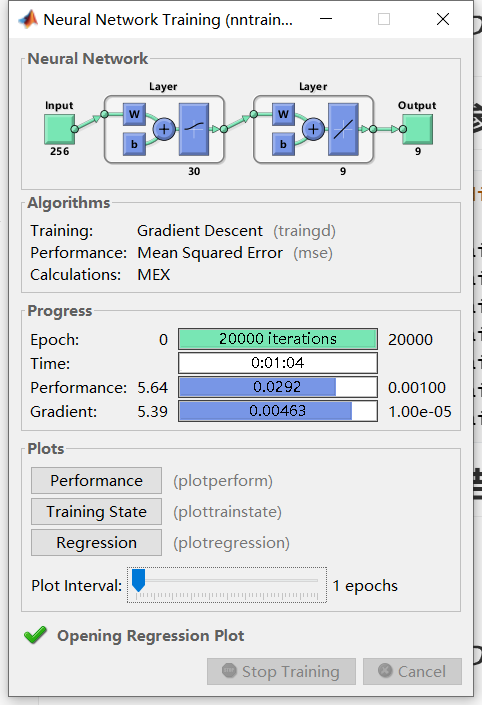 Neural Network Training (nntrain...
Neural Network
Layer
Layer
Input
Output
W
W
b
b
256
30
9
9
Algorithms
Training: Gradient Descent (traingd)
Performance: Mean Squared Error (mse)
Calculations: MEX
Progress
Epoch: 0 20000 iterations 20000
Time: 0:01:04
Performance: 5.64 0.0292 0.00100
Gradient: 5.39 0.00463 1.00e-05
Plots
Performance (plotperform)
Training State (plottrainstate)
Regression (plotregression)
Plot Interval: 1 epochs
Opening Regression Plot
Stop Training Cancel